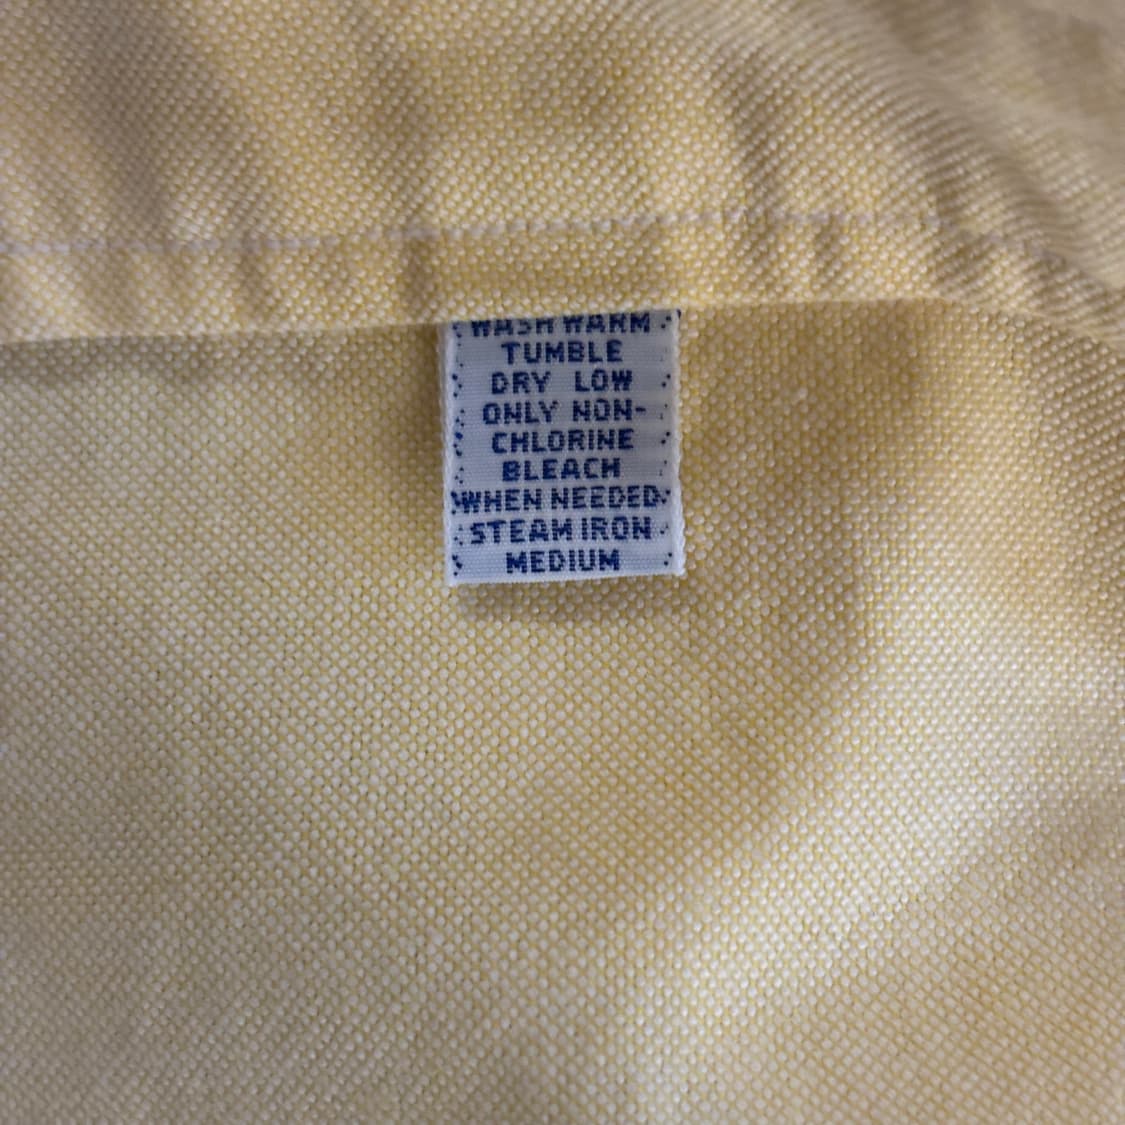 WASH WARM
TUMBLE
DRY LOW
ONLY NON-
CHLORINE
BLEACH
WHEN NEEDED
STEAM IRON
MEDIUM